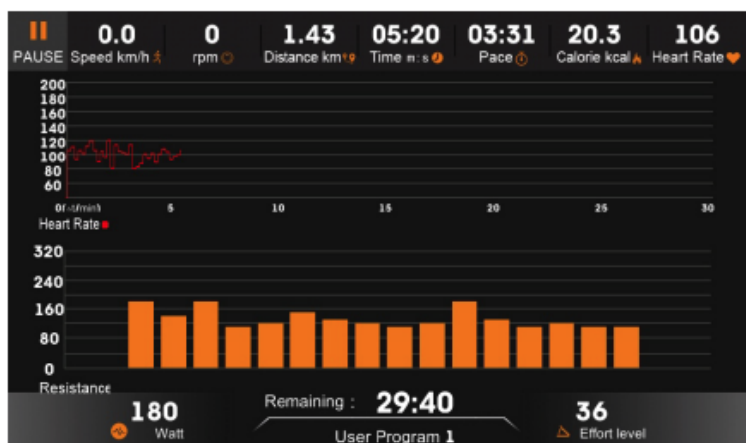 0.0 0 1.43 05:20 03:31 20.3 106
PAUSE Speed km/h rpm Distance km Time m:s Pace Calorie kcal Heart Rate
200
180
160
140
120
100
80
60
0 5 10 15 20 25 30
Heart Rate
320
240
160
80
0
Resistance
180 Remaining : 29:40 36
Watt User Program 1 Effort level